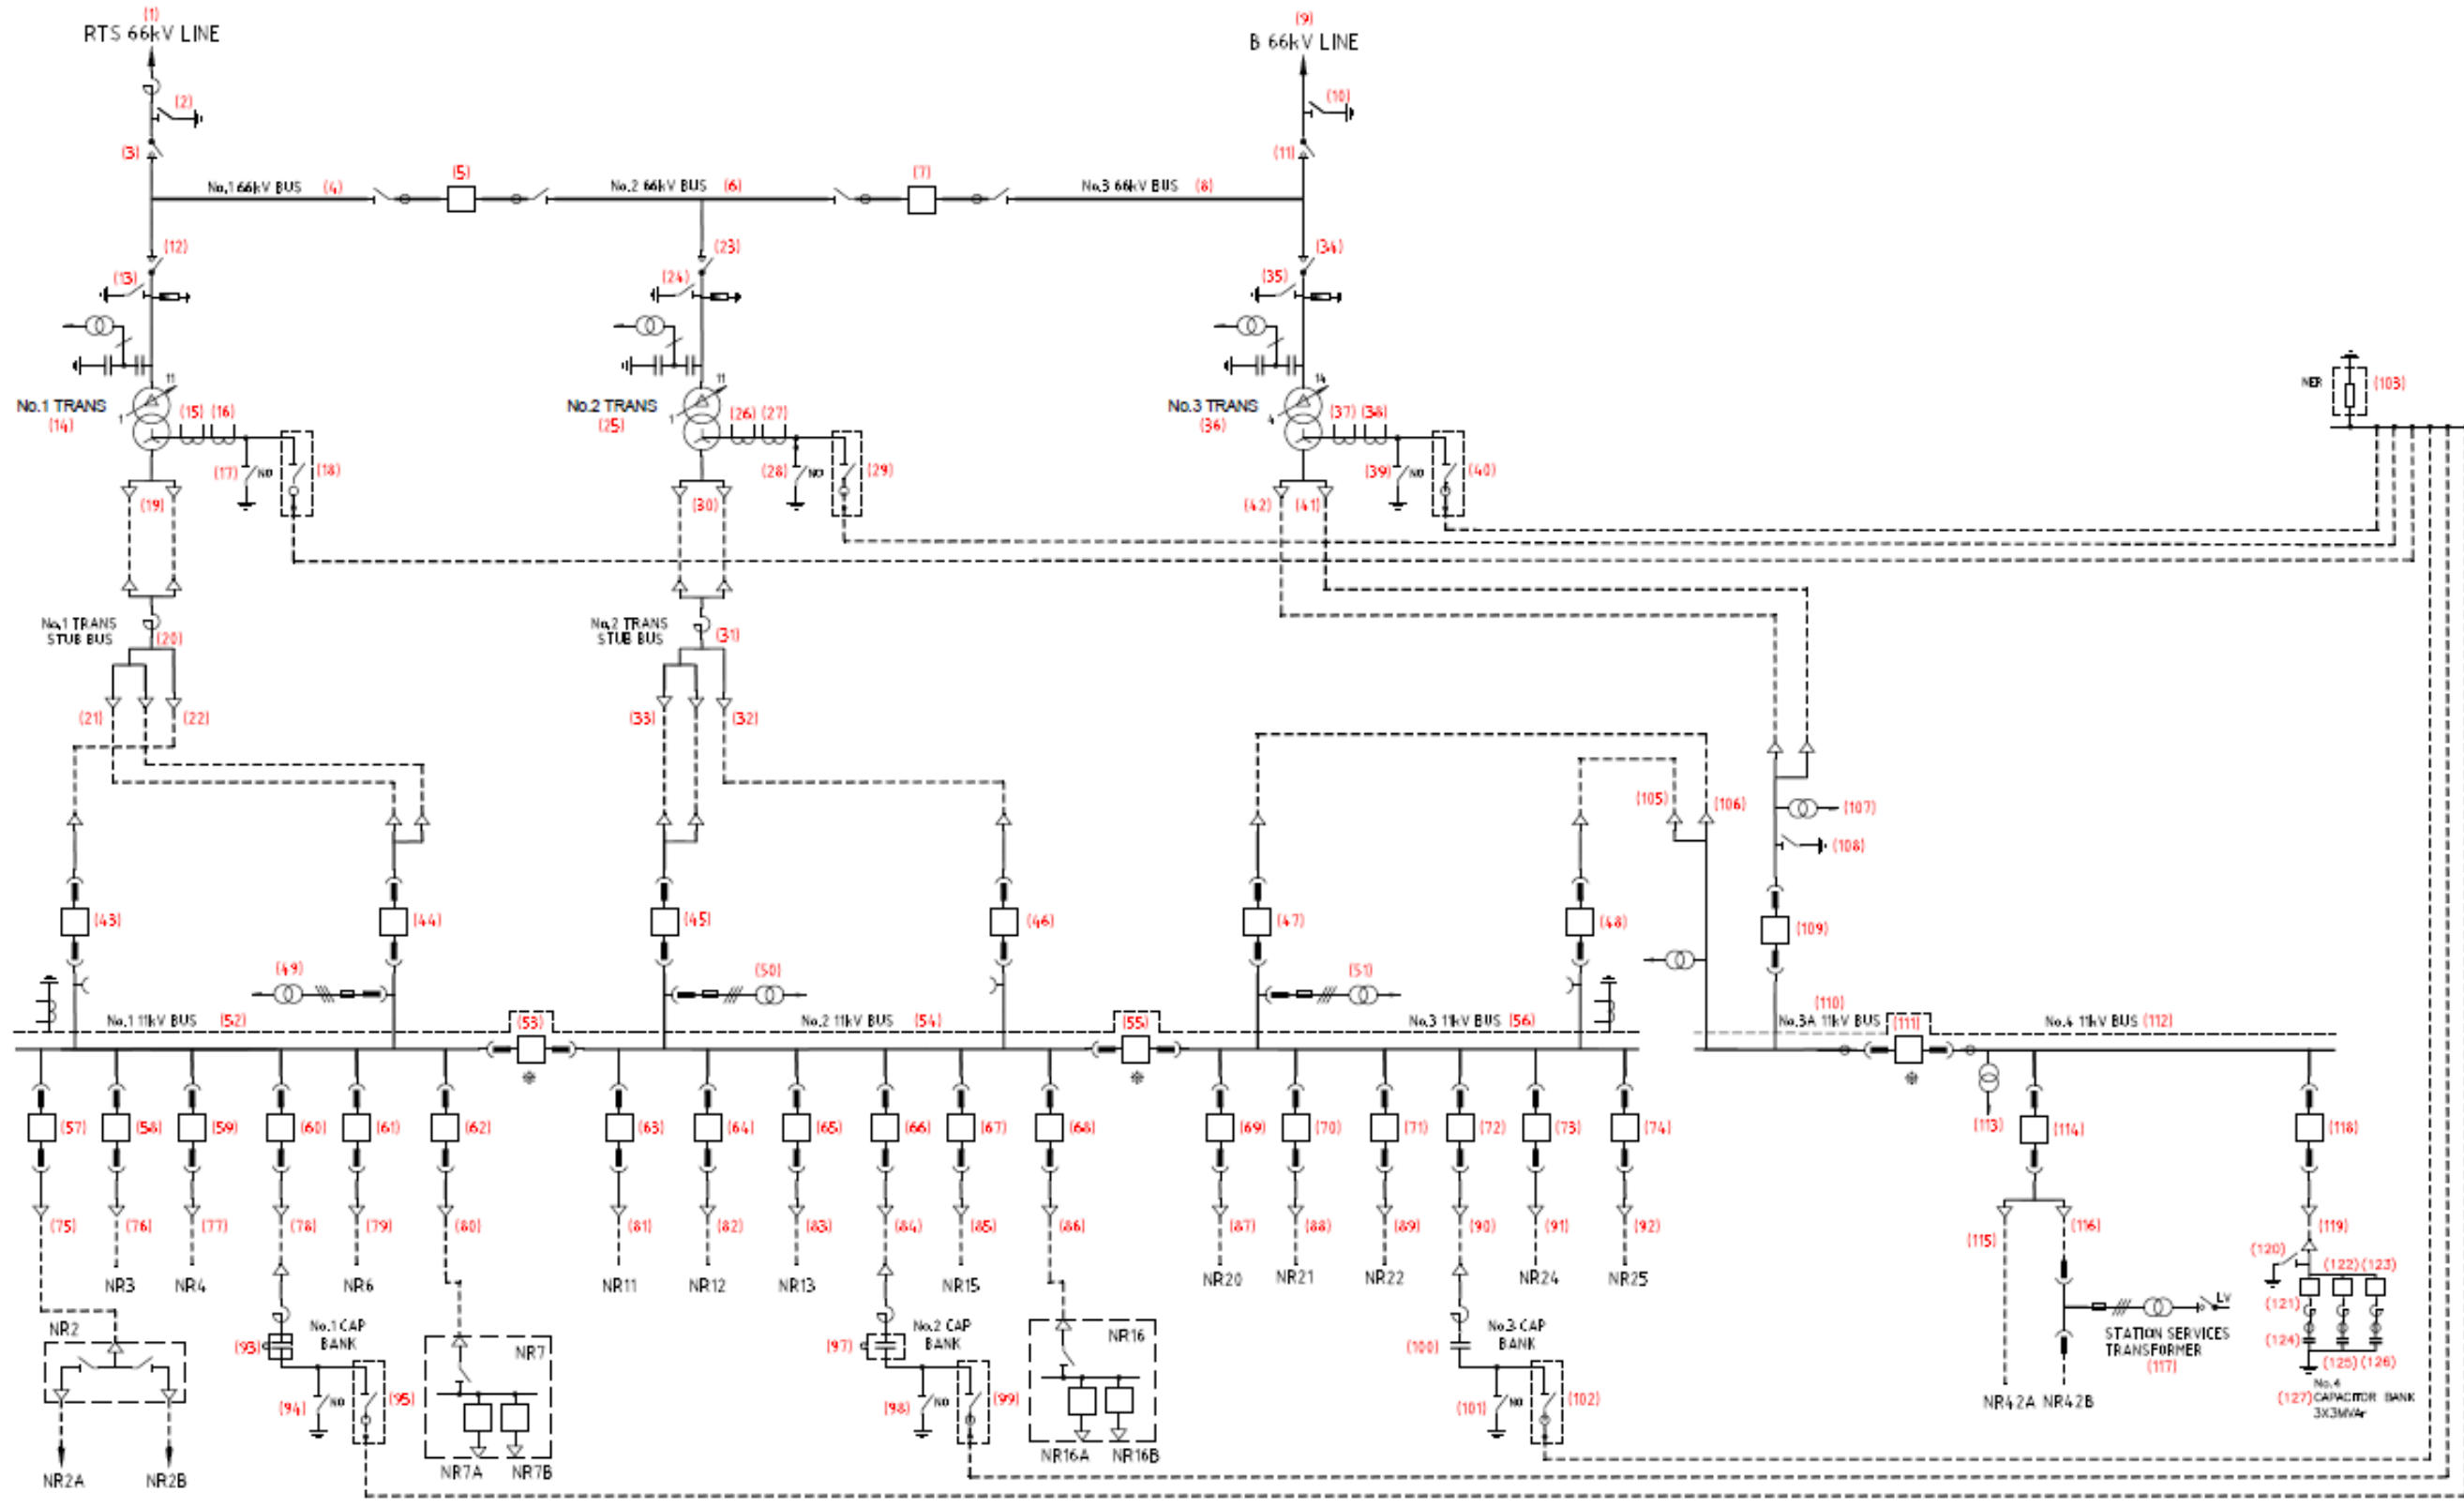 (1)
RTS 66kV LINE
(9)
B 66kV LINE
(2)
(10)
(3)
(11)
No.1 66kV BUS (4)
(5)
No.2 66kV BUS (6)
(7)
No.3 66kV BUS (8)
(12)
(23)
(34)
(13)
(24)
(35)
11
11
14
No.1 TRANS
(14)
1
(15) (16)
No.2 TRANS
(25)
1
(26) (27)
No.3 TRANS
(36)
4
(37) (38)
NER
(103)
(17)
NO
(18)
(28)
NO
(29)
(39)
NO
(40)
(19)
(30)
(42)
(41)
No.1 TRANS
STUB BUS
(20)
No.2 TRANS
STUB BUS
(31)
(21)
(22)
(33)
(32)
(105)
(106)
(107)
(108)
(43)
(44)
(45)
(46)
(47)
(48)
(109)
(49)
(50)
(51)
No.1 11kV BUS (52)
(53)
No.2 11kV BUS (54)
(55)
No.3 11kV BUS (56)
(110)
No.3A 11kV BUS
(111)
No.4 11kV BUS (112)
(57)
(58)
(59)
(60)
(61)
(62)
(63)
(64)
(65)
(66)
(67)
(68)
(69)
(70)
(71)
(72)
(73)
(74)
(113)
(114)
(118)
(75)
(76)
(77)
(78)
(79)
(80)
(81)
(82)
(83)
(84)
(85)
(86)
(87)
(88)
(89)
(90)
(91)
(92)
(115)
(116)
(119)
NR3
NR4
NR6
NR11
NR12
NR13
NR15
NR20
NR21
NR22
NR24
NR25
(120)
(122) (123)
(121)
NR2
(93)
No.1 CAP
BANK
NR7
(97)
No.2 CAP
BANK
NR16
(100)
No.3 CAP
BANK
LV
STATION SERVICES
TRANSFORMER
(117)
(124)
(125) (126)
(94)
NO
(95)
(98)
NO
(99)
(101)
NO
(102)
NR42A NR42B
No.4
(127) CAPACITOR BANK
3X3MVAr
NR2A
NR2B
NR7A
NR7B
NR16A
NR16B